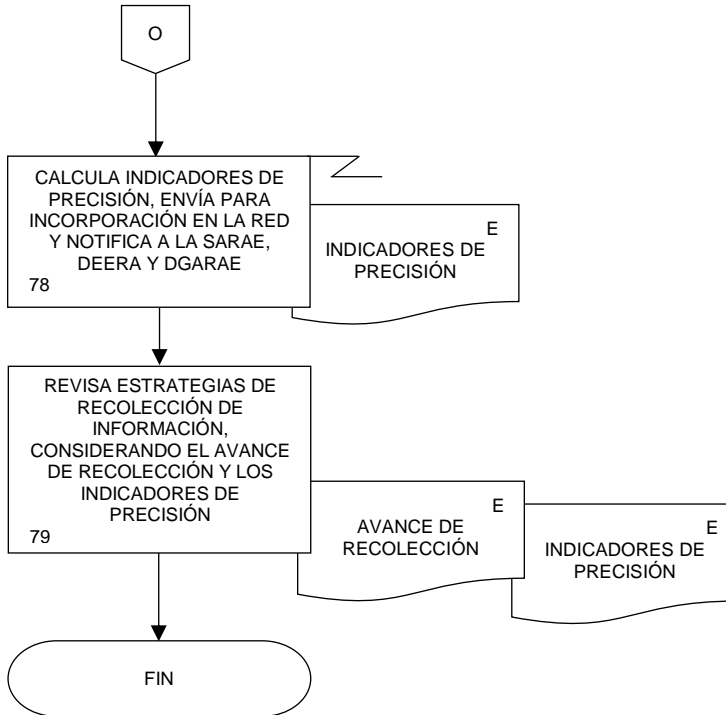 O
CALCULA INDICADORES DE
PRECISIÓN, ENVÍA PARA
INCORPORACIÓN EN LA RED
Y NOTIFICA A LA SARAE,
DEERA Y DGARAE
78
E
INDICADORES DE
PRECISIÓN
REVISA ESTRATEGIAS DE
RECOLECCIÓN DE
INFORMACIÓN,
CONSIDERANDO EL AVANCE
DE RECOLECCIÓN Y LOS
INDICADORES DE
PRECISIÓN
79
E
AVANCE DE
RECOLECCIÓN
E
INDICADORES DE
PRECISIÓN
FIN